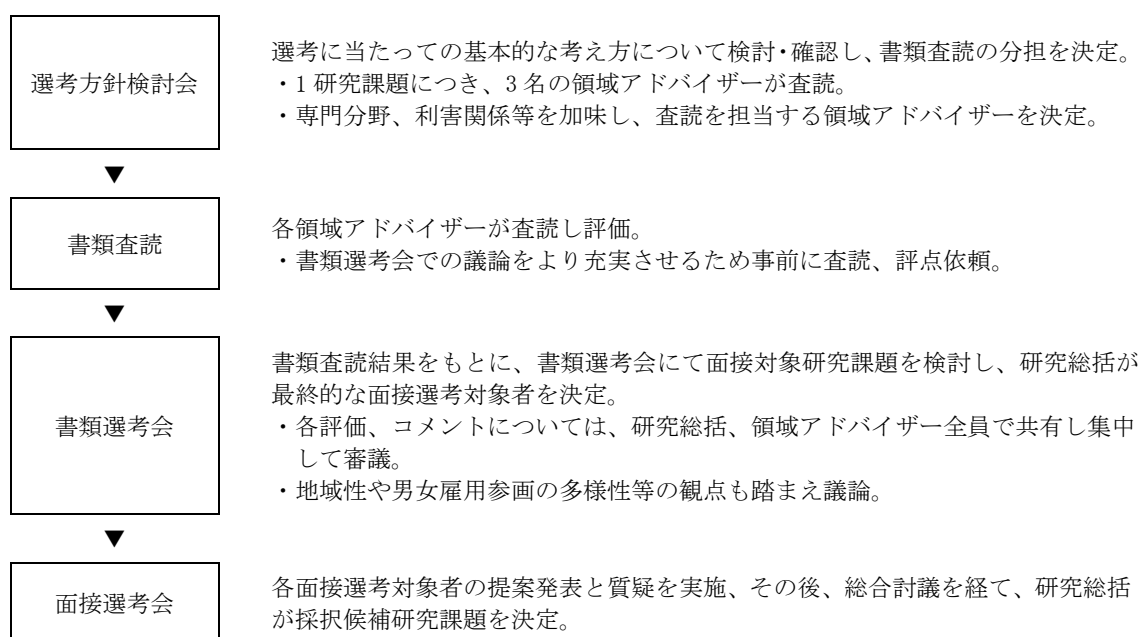 選考方針検討会
選考に当たっての基本的な考え方について検討・確認し、書類査読の分担を決定。
・1 研究課題につき、3 名の領域アドバイザーが査読。
・専門分野、利害関係等を加味し、査読を担当する領域アドバイザーを決定。
▼
書類査読
各領域アドバイザーが査読し評価。
・書類選考会での議論をより充実させるため事前に査読、評点依頼。
▼
書類選考会
書類査読結果をもとに、書類選考会にて面接対象研究課題を検討し、研究総括が
最終的な面接選考対象者を決定。
・各評価、コメントについては、研究総括、領域アドバイザー全員で共有し集中
して審議。
・地域性や男女雇用参画の多様性等の観点も踏まえ議論。
▼
面接選考会
各面接選考対象者の提案発表と質疑を実施、その後、総合討議を経て、研究総括
が採択候補研究課題を決定。